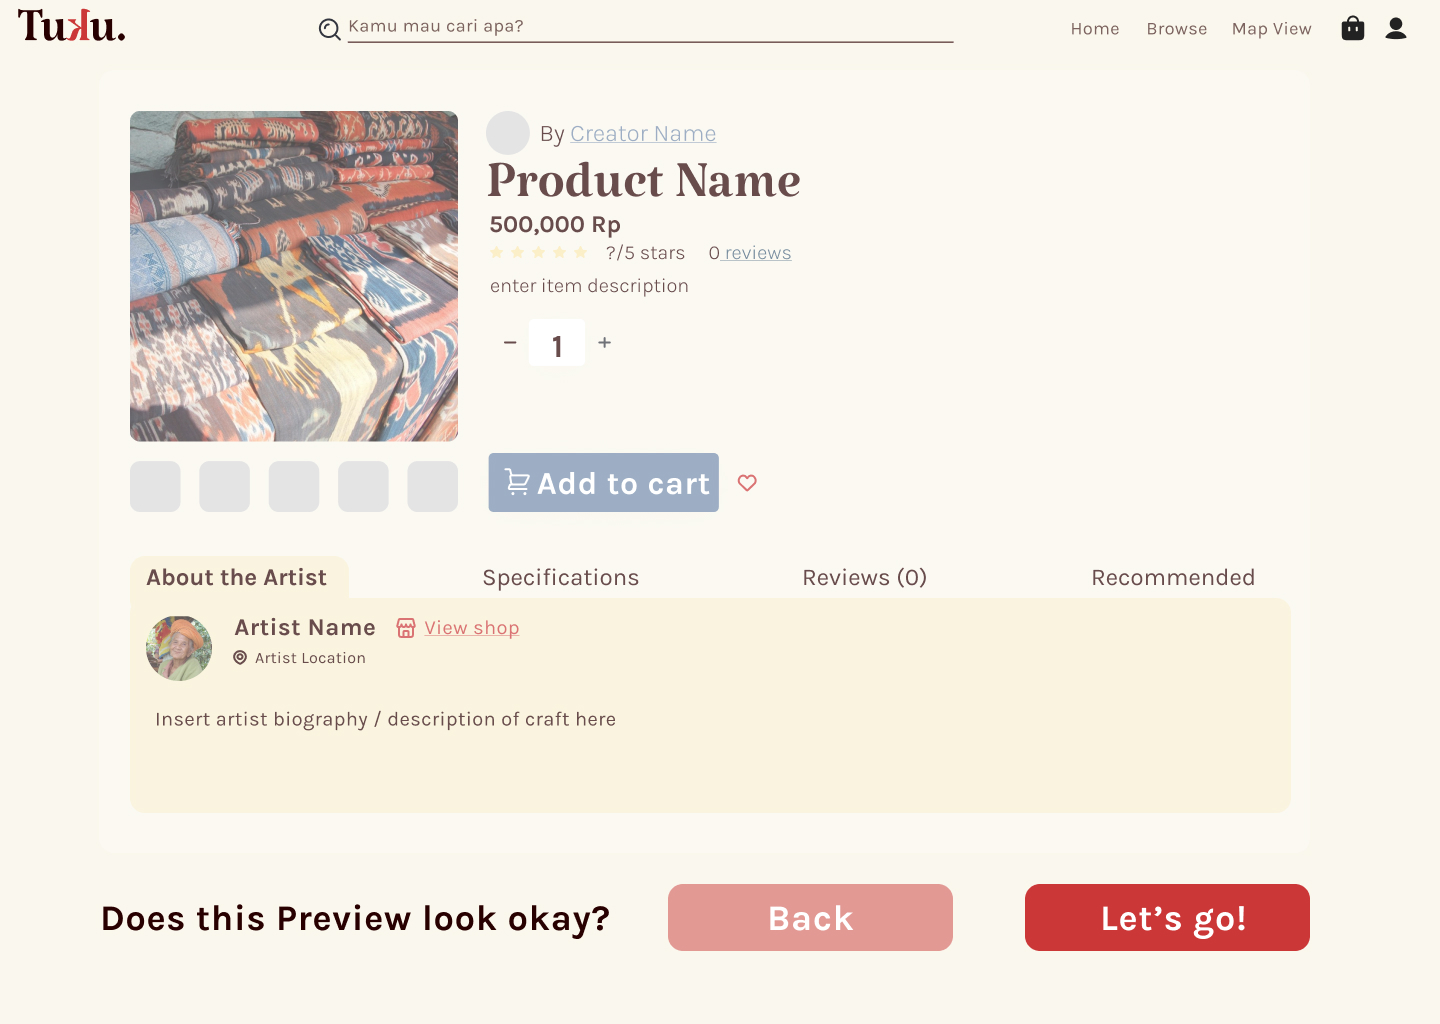 Tuku.
Kamu mau cari apa?
Home Browse Map View
By Creator Name
Product Name
500,000 Rp
?/5 stars 0 reviews
enter item description
− 1 +
Add to cart
About the Artist Specifications Reviews (0) Recommended
Artist Name View shop
Artist Location
Insert artist biography / description of craft here
Does this Preview look okay? Back Let’s go!